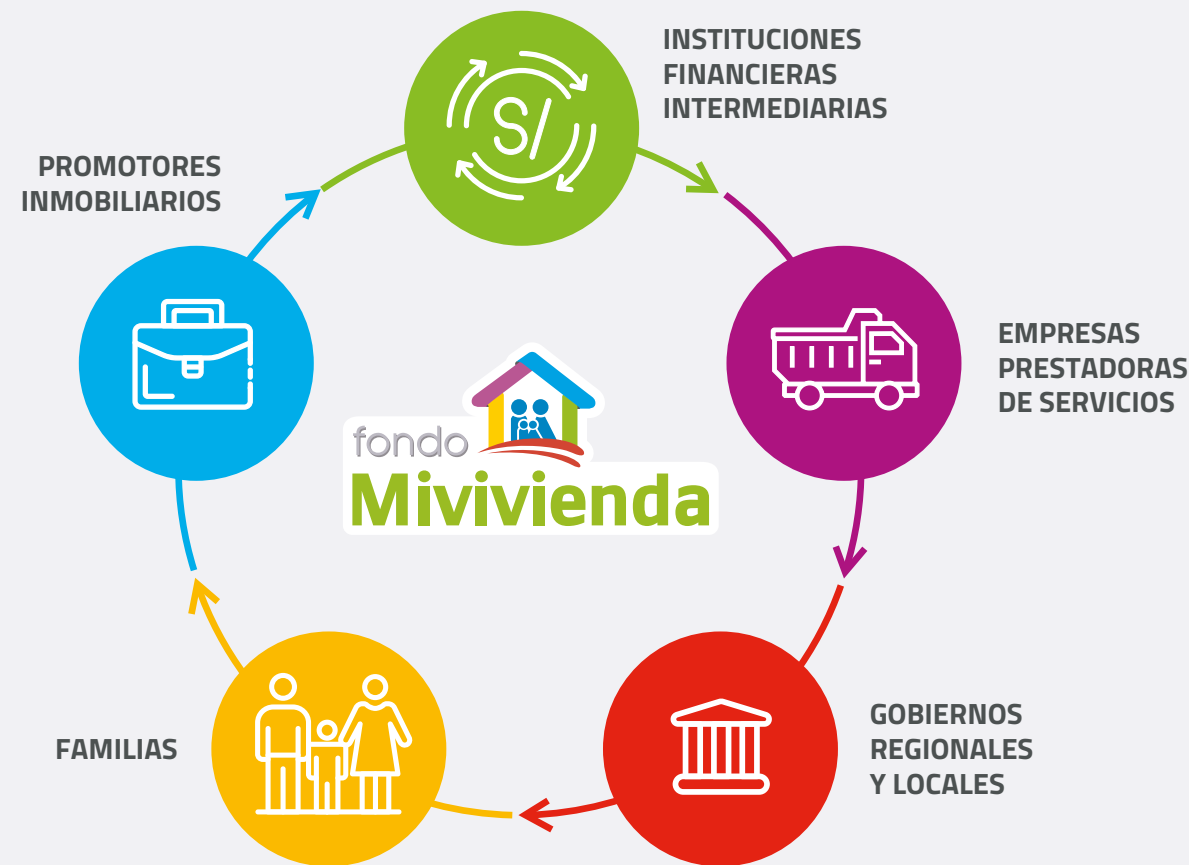 INSTITUCIONES
FINANCIERAS
INTERMEDIARIAS
S/
PROMOTORES
INMOBILIARIOS
EMPRESAS
PRESTADORAS
DE SERVICIOS
fondo
Mivivienda
GOBIERNOS
REGIONALES
Y LOCALES
FAMILIAS